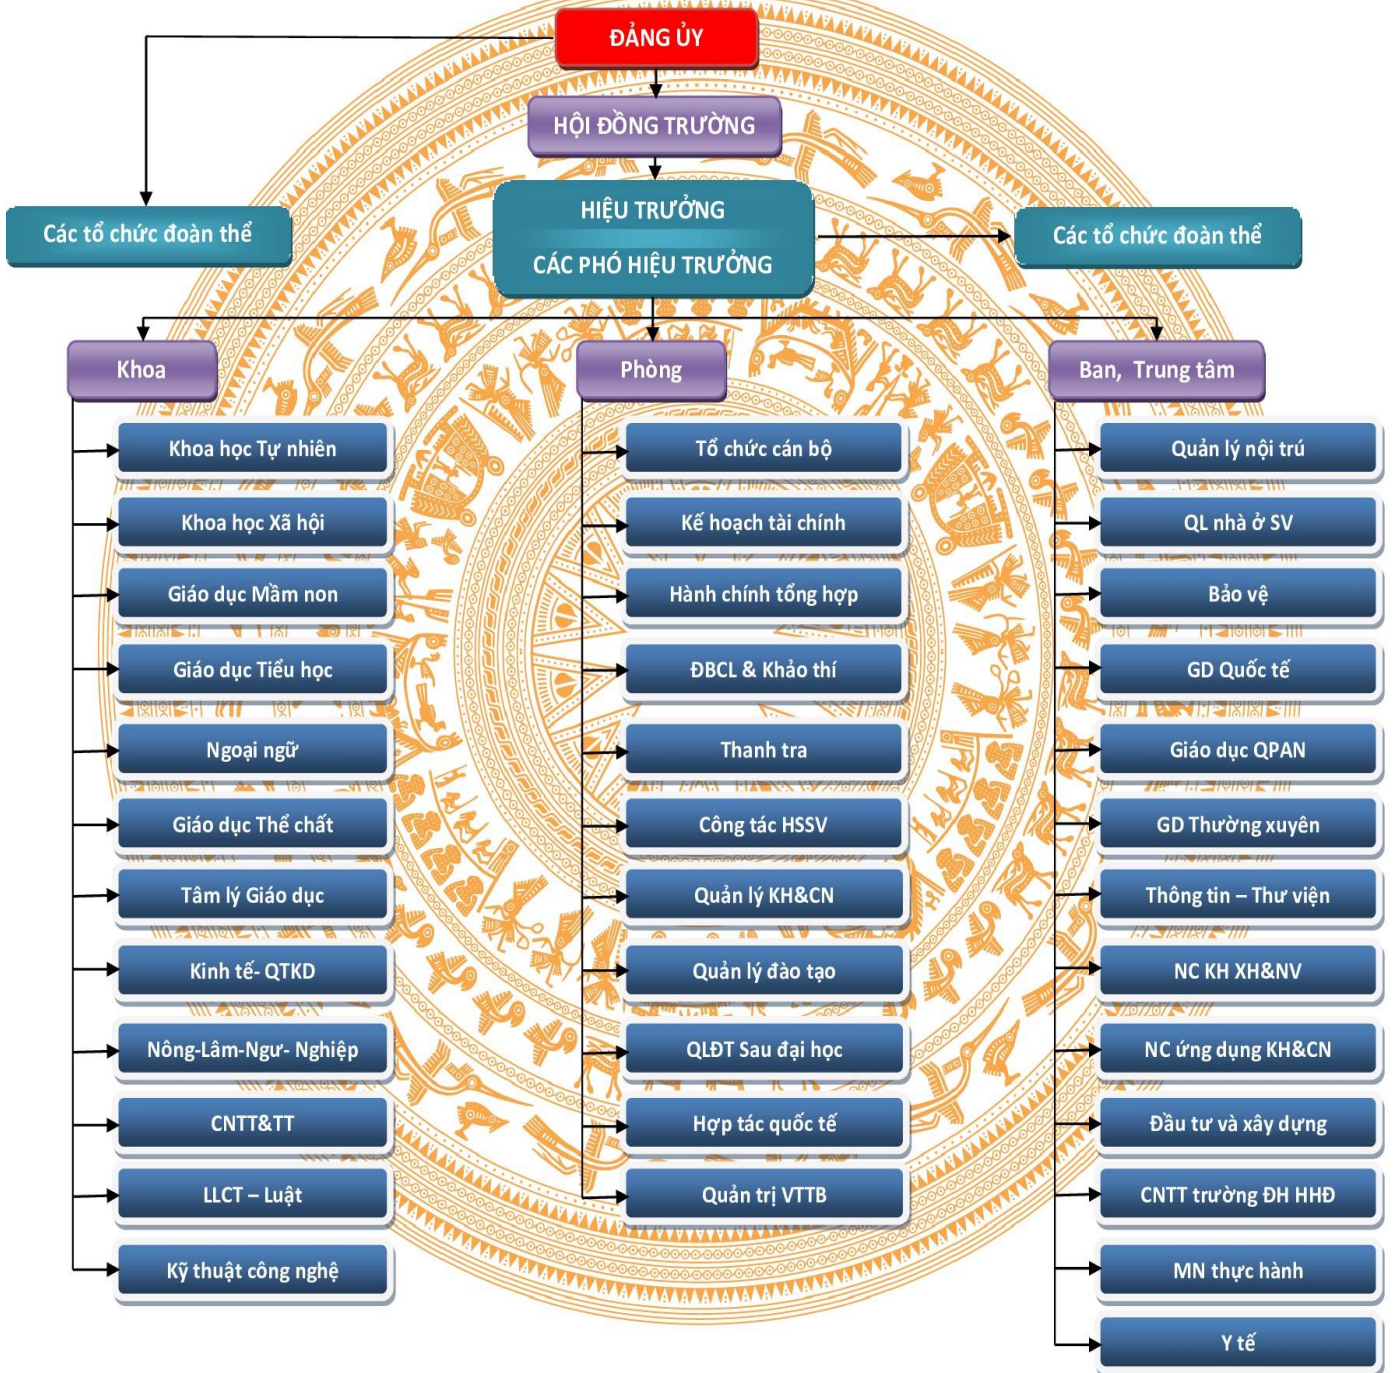 ĐẢNG ỦY
HỘI ĐỒNG TRƯỜNG
Các tổ chức đoàn thể
HIỆU TRƯỞNG
CÁC PHÓ HIỆU TRƯỞNG
Các tổ chức đoàn thể
Khoa
Khoa học Tự nhiên
Khoa học Xã hội
Giáo dục Mầm non
Giáo dục Tiểu học
Ngoại ngữ
Giáo dục Thể chất
Tâm lý Giáo dục
Kinh tế- QTKD
Nông-Lâm-Ngư- Nghiệp
CNTT&TT
LLCT – Luật
Kỹ thuật công nghệ
Phòng
Tổ chức cán bộ
Kế hoạch tài chính
Hành chính tổng hợp
ĐBCL & Khảo thí
Thanh tra
Công tác HSSV
Quản lý KH&CN
Quản lý đào tạo
QLĐT Sau đại học
Hợp tác quốc tế
Quản trị VTTB
Ban, Trung tâm
Quản lý nội trú
QL nhà ở SV
Bảo vệ
GD Quốc tế
Giáo dục QPAN
GD Thường xuyên
Thông tin – Thư viện
NC KH XH&NV
NC ứng dụng KH&CN
Đầu tư và xây dựng
CNTT trường ĐH HHĐ
MN thực hành
Y tế